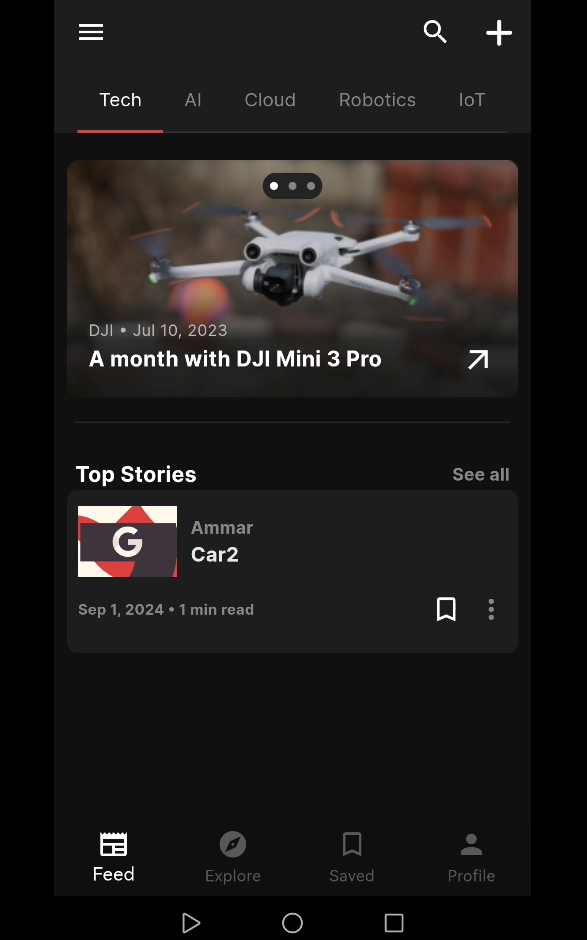 Tech AI Cloud Robotics IoT
DJI • Jul 10, 2023
A month with DJI Mini 3 Pro
Top Stories See all
G
Ammar
Car2
Sep 1, 2024 • 1 min read
Feed Explore Saved Profile